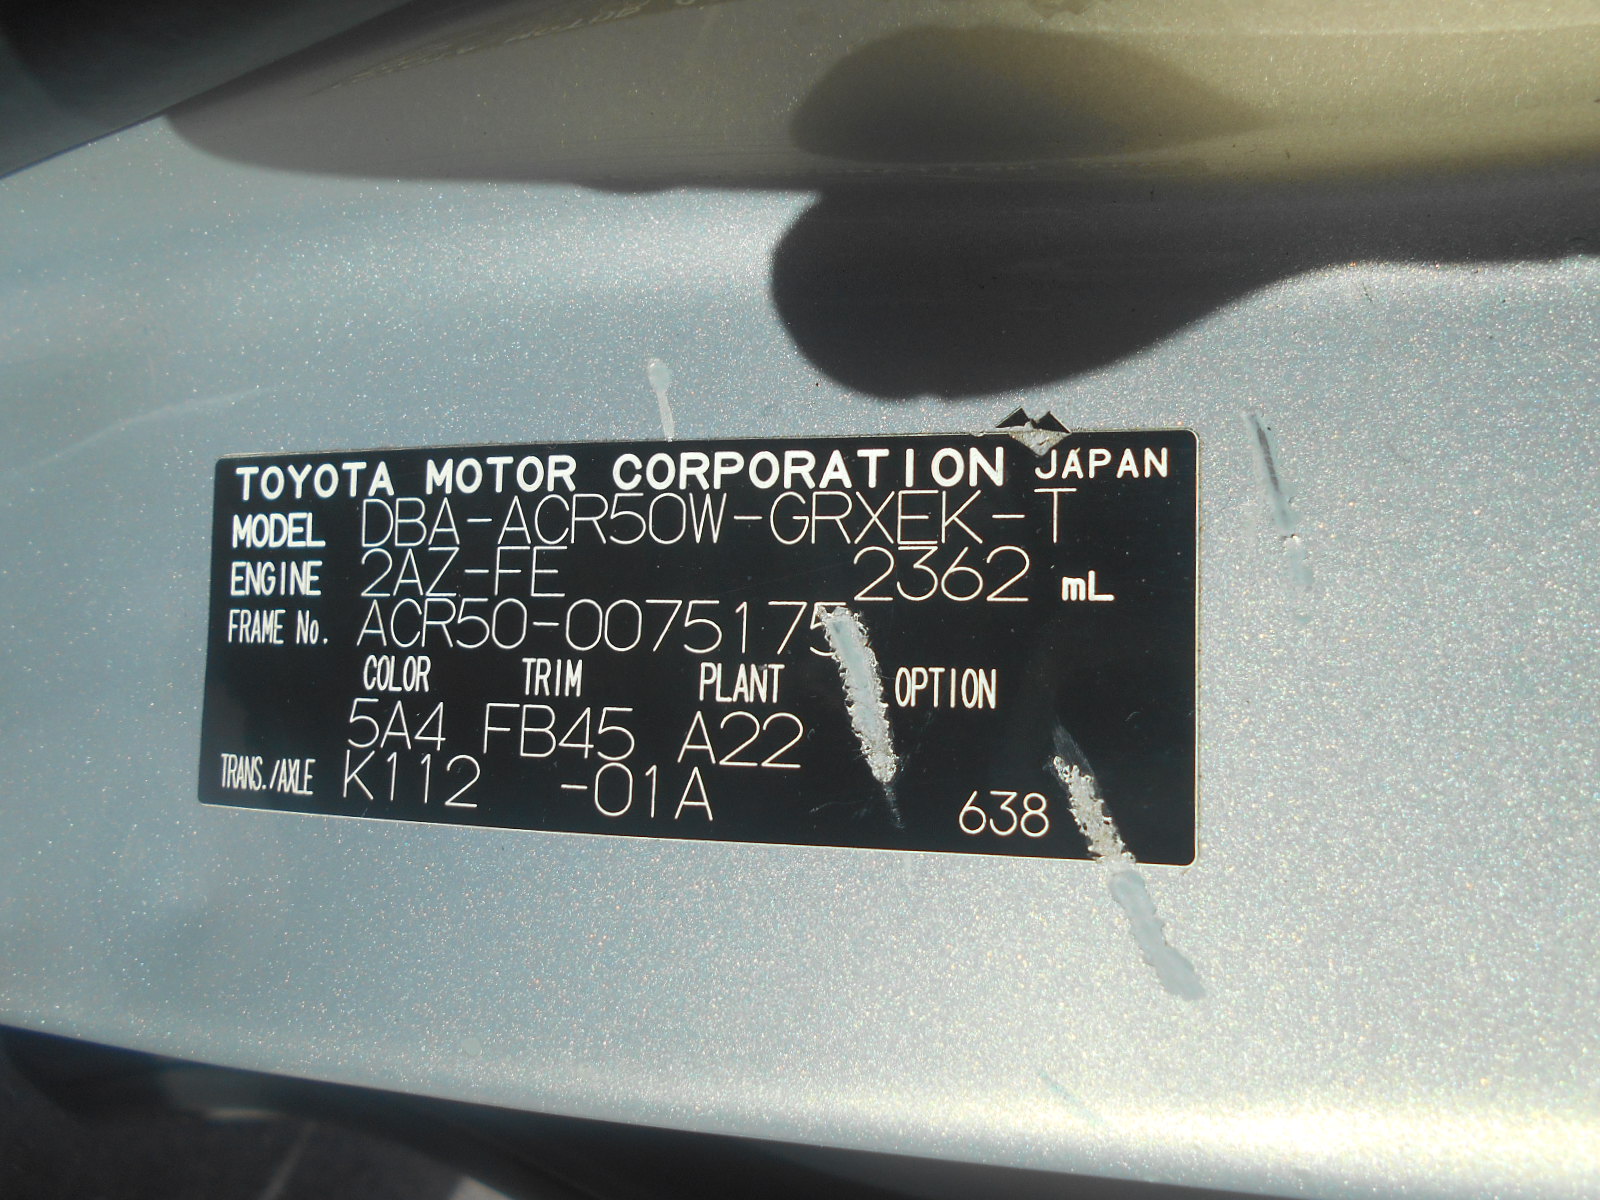 TOYOTA MOTOR CORPORATION JAPAN
MODEL DBA-ACR50W-GRXEK-T
ENGINE 2AZ-FE 2362 mL
FRAME No. ACR50-0075175
COLOR TRIM PLANT OPTION
5A4 FB45 A22
TRANS./AXLE K112 -01A 638